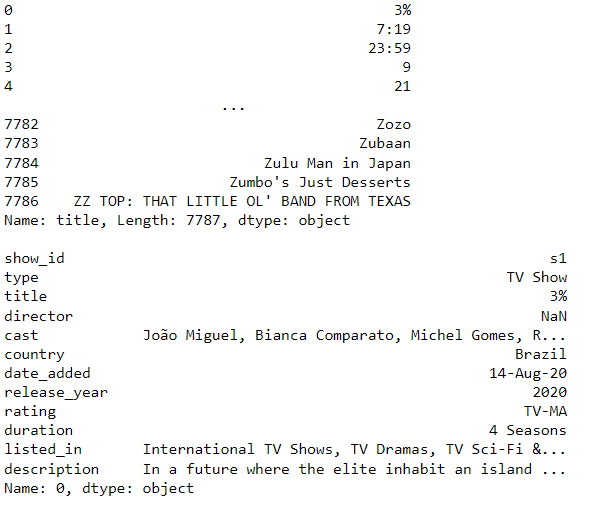 0 3%
1 7:19
2 23:59
3 9
4 21
...
7782 Zozo
7783 Zubaan
7784 Zulu Man in Japan
7785 Zumbo's Just Desserts
7786 ZZ TOP: THAT LITTLE OL' BAND FROM TEXAS
Name: title, Length: 7787, dtype: object
show_id s1
type TV Show
title 3%
director NaN
cast João Miguel, Bianca Comparato, Michel Gomes, R...
country Brazil
date_added 14-Aug-20
release_year 2020
rating TV-MA
duration 4 Seasons
listed_in International TV Shows, TV Dramas, TV Sci-Fi &...
description In a future where the elite inhabit an island ...
Name: 0, dtype: object